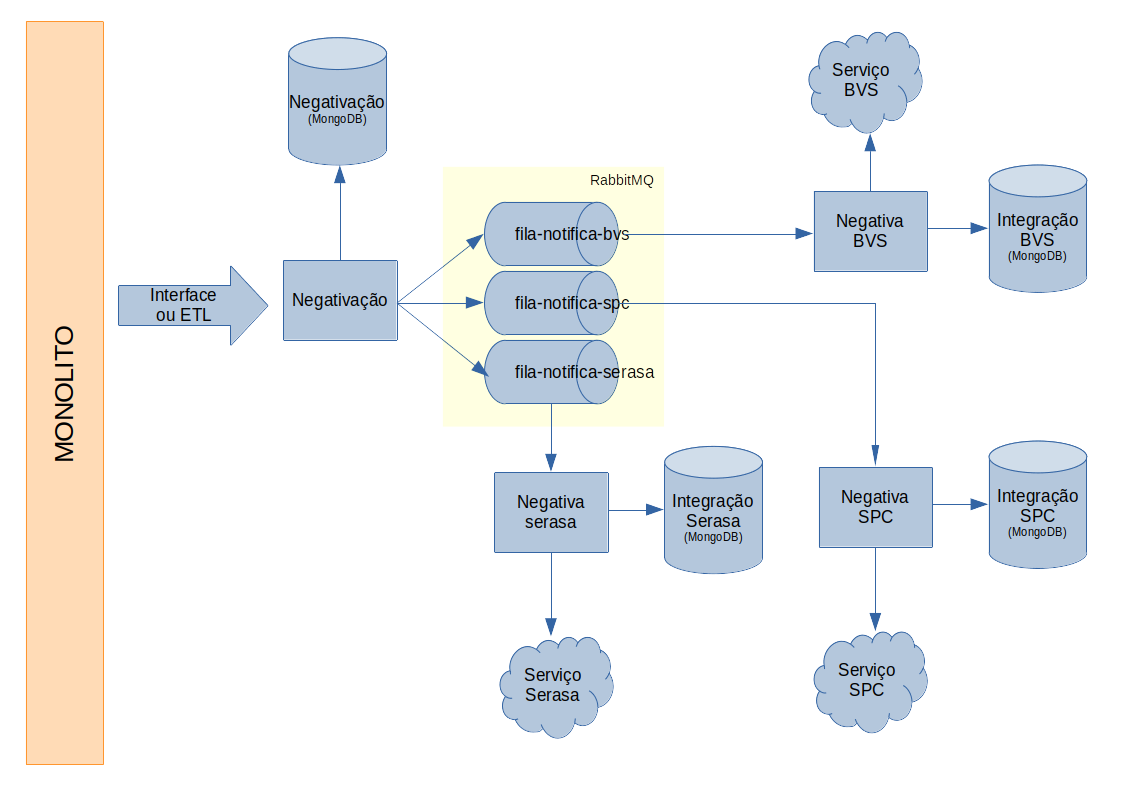 MONOLITO
Interface
ou ETL
Negativação
(MongoDB)
Negativação
RabbitMQ
fila-notifica-bvs
fila-notifica-spc
fila-notifica-serasa
Serviço
BVS
Negativa
BVS
Integração
BVS
(MongoDB)
Negativa
serasa
Integração
Serasa
(MongoDB)
Serviço
Serasa
Negativa
SPC
Integração
SPC
(MongoDB)
Serviço
SPC